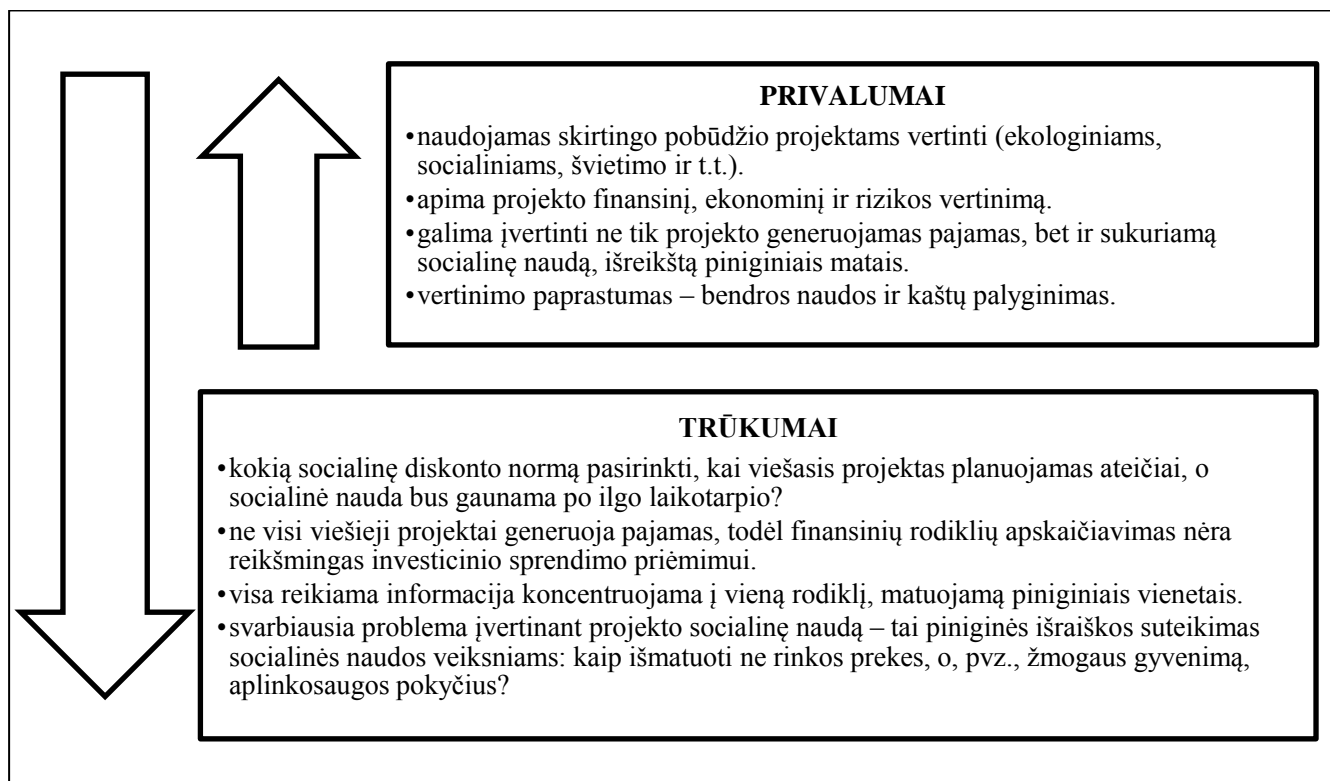 PRIVALUMAI
•naudojamas skirtingo pobūdžio projektams vertinti (ekologiniams,
socialiniams, švietimo ir t.t.).
•apima projekto finansinį, ekonominį ir rizikos vertinimą.
•galima įvertinti ne tik projekto generuojamas pajamas, bet ir sukuriamą
socialinę naudą, išreikštą piniginiais matais.
•vertinimo paprastumas – bendros naudos ir kaštų palyginimas.
TRŪKUMAI
•kokią socialinę diskonto normą pasirinkti, kai viešasis projektas planuojamas ateičiai, o
socialinė nauda bus gaunama po ilgo laikotarpio?
•ne visi viešieji projektai generuoja pajamas, todėl finansinių rodiklių apskaičiavimas nėra
reikšmingas investicinio sprendimo priėmimui.
•visa reikiama informacija koncentruojama į vieną rodiklį, matuojamą piniginiais vienetais.
•svarbiausia problema įvertinant projekto socialinę naudą – tai piniginės išraiškos suteikimas
socialinės naudos veiksniams: kaip išmatuoti ne rinkos prekes, o, pvz., žmogaus gyvenimą,
aplinkosaugos pokyčius?